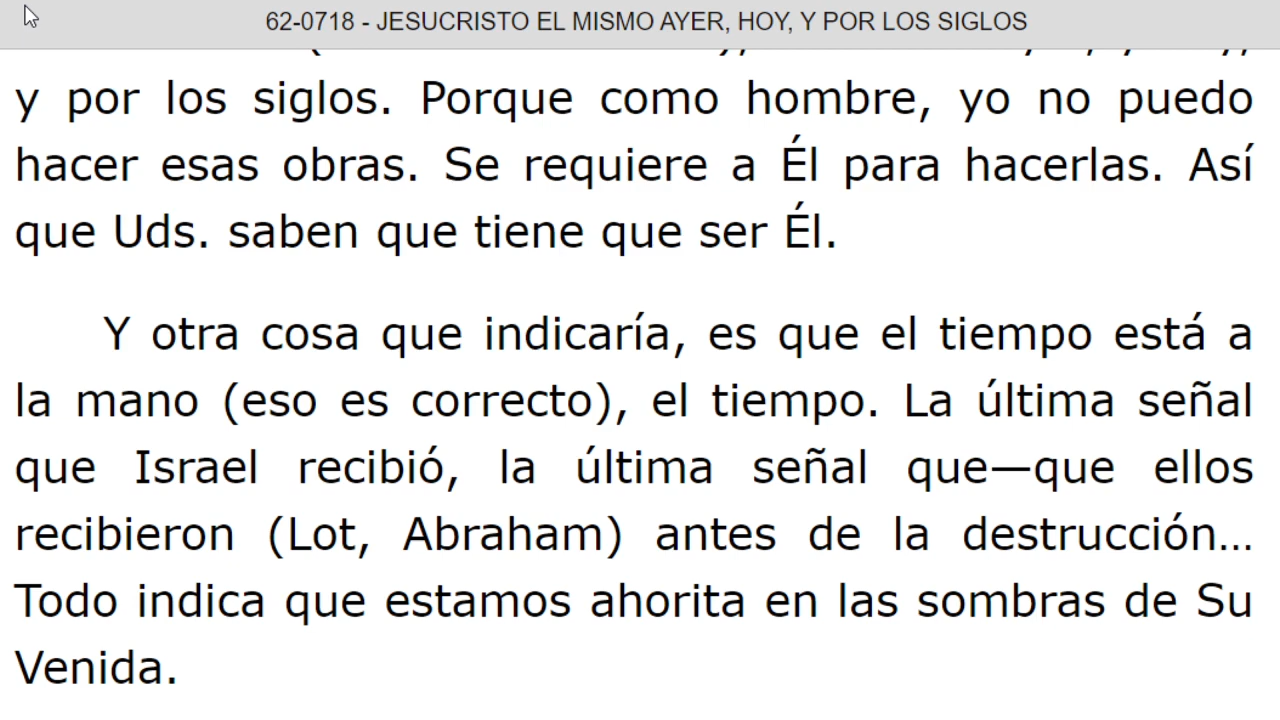 62-0718 - JESUCRISTO EL MISMO AYER, HOY, Y POR LOS SIGLOS
y por los siglos. Porque como hombre, yo no puedo
hacer esas obras. Se requiere a Él para hacerlas. Así
que Uds. saben que tiene que ser Él.
Y otra cosa que indicaría, es que el tiempo está a
la mano (eso es correcto), el tiempo. La última señal
que Israel recibió, la última señal que—que ellos
recibieron (Lot, Abraham) antes de la destrucción…
Todo indica que estamos ahorita en las sombras de Su
Venida.